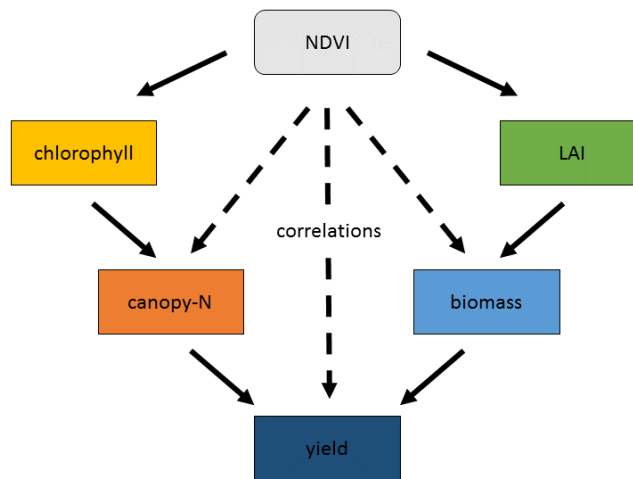 NDVI
chlorophyll
LAI
correlations
canopy-N
biomass
yield